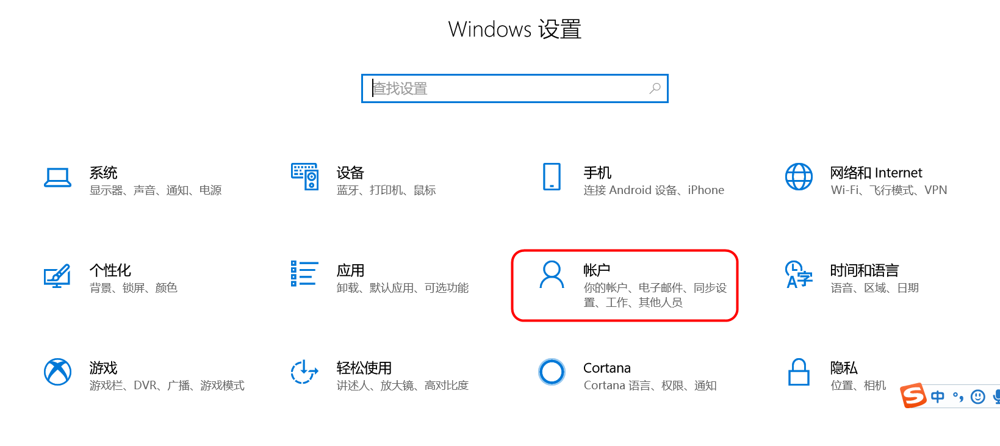 Windows 设置
查找设置
系统
显示器、声音、通知、电源
设备
蓝牙、打印机、鼠标
手机
连接 Android 设备、iPhone
网络和 Internet
Wi-Fi、飞行模式、VPN
个性化
背景、锁屏、颜色
应用
卸载、默认应用、可选功能
帐户
你的帐户、电子邮件、同步设
置、工作、其他人员
时间和语言
语音、区域、日期
游戏
游戏栏、DVR、广播、游戏模式
轻松使用
讲述人、放大镜、高对比度
Cortana
Cortana 语言、权限、通知
隐私
位置、相机
中